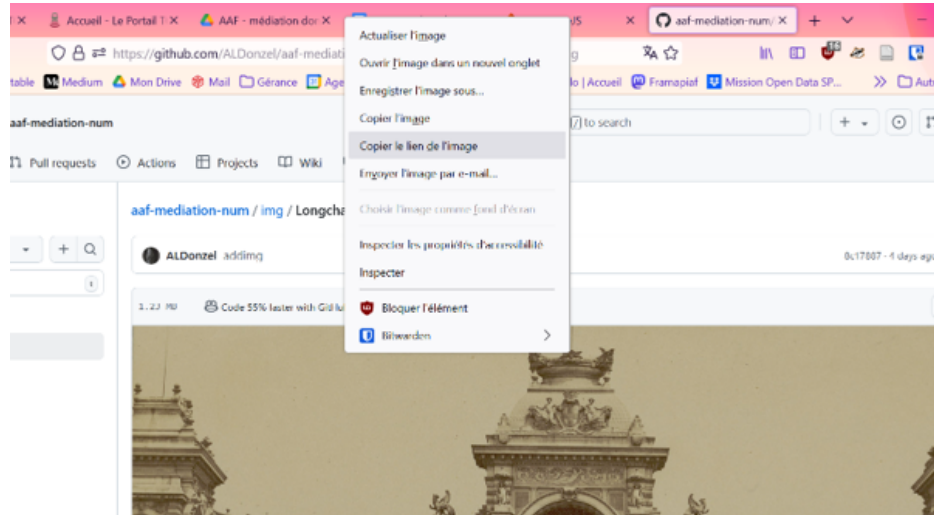 Accueil - Le Portail
AAF - médiation
aaf-mediation-num/
https://github.com/ALDonzel/aaf-mediati
Medium Mon Drive Mail Gérance Accueil Framapiaf Mission Open Data SP...
aaf-mediation-num
to search
Pull requests Actions Projects Wiki
aaf-mediation-num / img / Longcha
ALDonzel addimg
4 days ago
1.23 MB Code 55% faster with
Actualiser l'image
Ouvrir l'image dans un nouvel onglet
Enregistrer l'image sous...
Copier l'image
Copier le lien de l'image
Envoyer l'image par e-mail...
Choisir l'image comme fond d'écran
Inspecter les propriétés d'accessibilité
Inspecter
Bloquer l'élément
Bitwarden